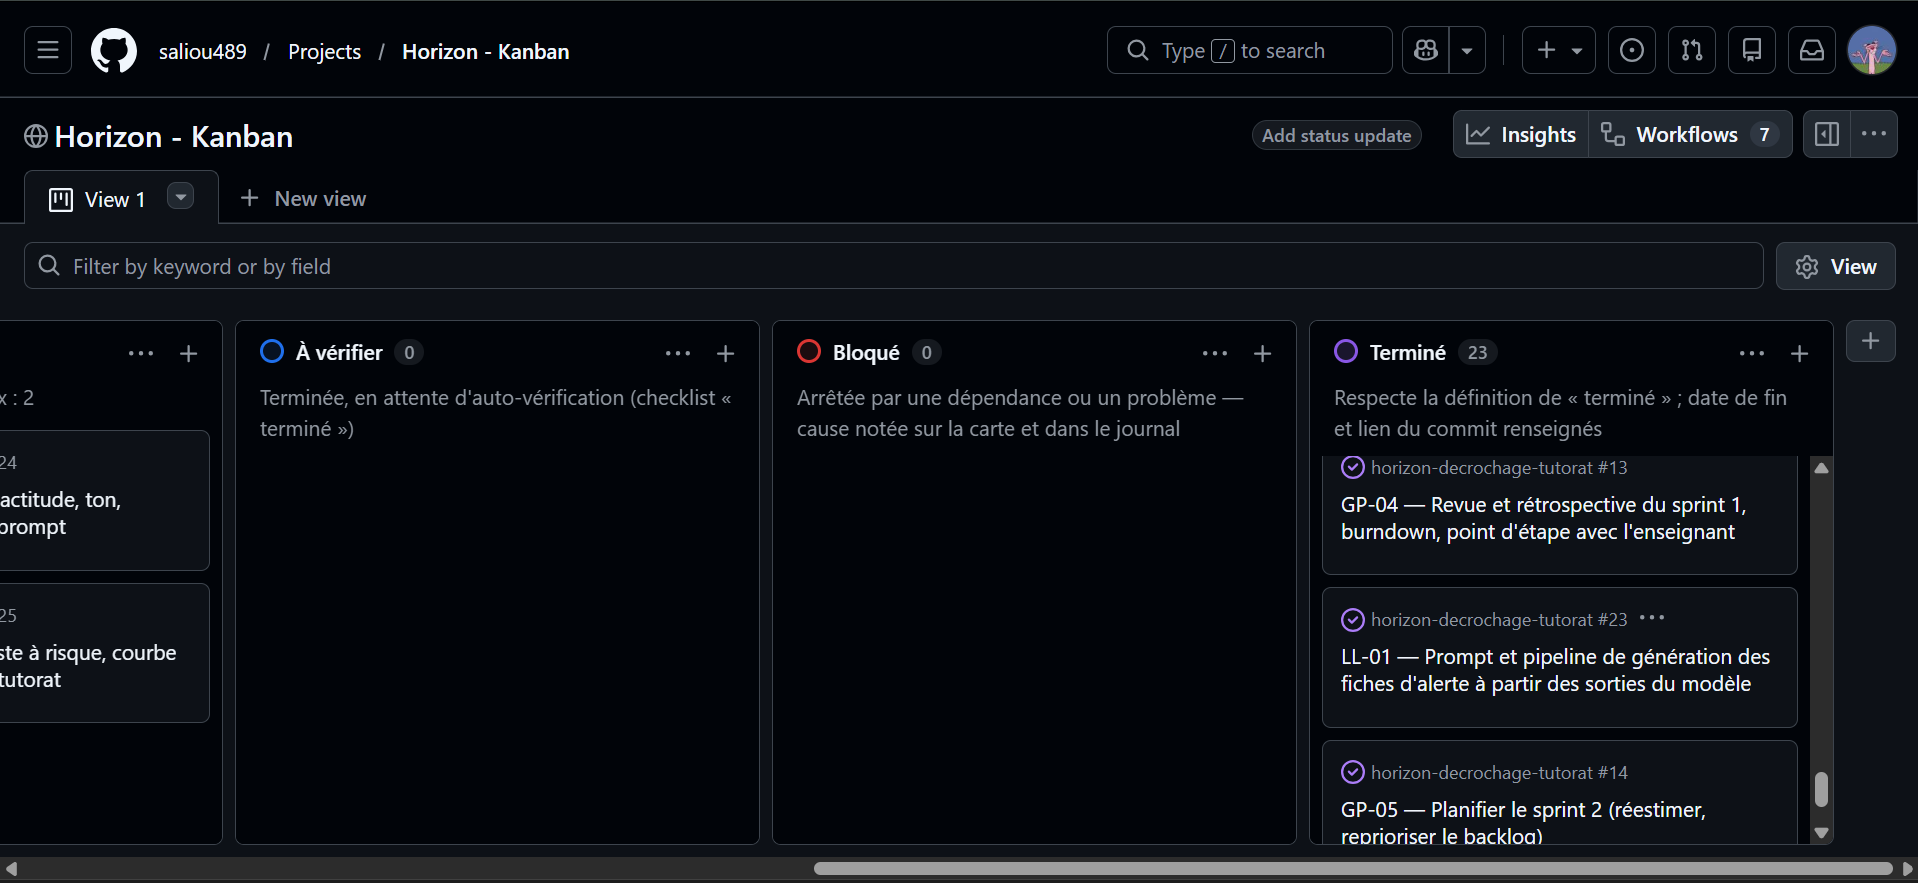 saliou489 / Projects / Horizon - Kanban
Type / to search
Horizon - Kanban
Add status update
Insights
Workflows 7
View 1
New view
Filter by keyword or by field
View
x : 2
24
actitude, ton,
prompt
25
ste à risque, courbe
tutorat
À vérifier 0
Terminée, en attente d'auto-vérification (checklist «
terminé »)
Bloqué 0
Arrêtée par une dépendance ou un problème —
cause notée sur la carte et dans le journal
Terminé 23
Respecte la définition de « terminé » ; date de fin
et lien du commit renseignés
horizon-decrochage-tutorat #13
GP-04 — Revue et rétrospective du sprint 1,
burndown, point d'étape avec l'enseignant
horizon-decrochage-tutorat #23
LL-01 — Prompt et pipeline de génération des
fiches d'alerte à partir des sorties du modèle
horizon-decrochage-tutorat #14
GP-05 — Planifier le sprint 2 (réestimer,
reprioriser le backlog)